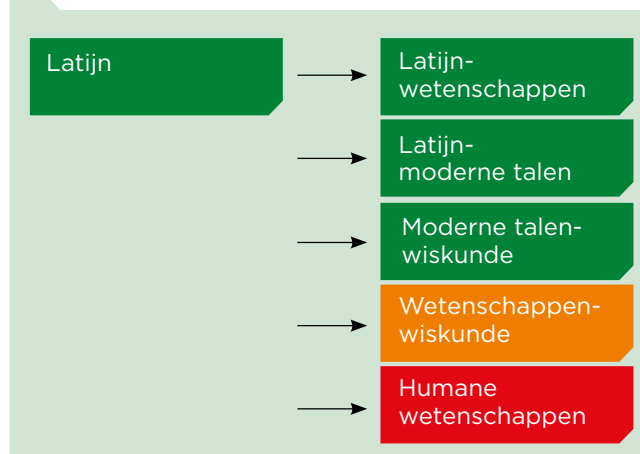 Latijn
Latijn-
wetenschappen
Latijn-
moderne talen
Moderne talen-
wiskunde
Wetenschappen-
wiskunde
Humane
wetenschappen